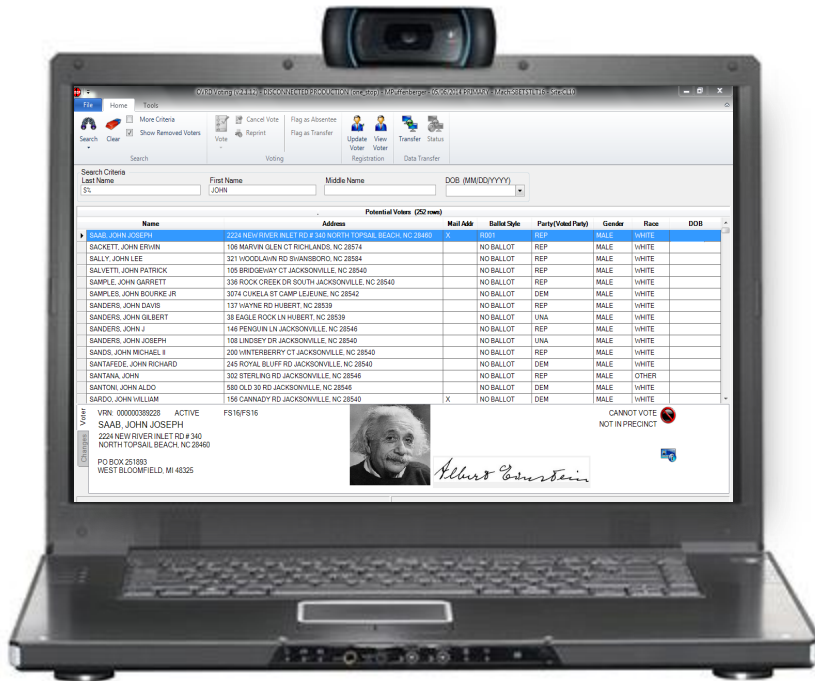 OVRD Voting (v.2.1.12) - DISCONNECTED PRODUCTION (one_stop) - MPuffenberger - 05/06/2014 PRIMARY
File Home Tools
Search
Clear
More Criteria
Show Removed Voters
Search
Vote
Cancel Vote
Reprint
Flag as Absentee
Flag as Transfer
Voting
Update Voter
View Voter
Registration
Transfer
Status
Data Transfer
Search Criteria
Last Name First Name Middle Name DOB (MM/DD/YYYY)
S% JOHN
Potential Voters (252 rows)
Name Address Mail Addr Ballot Style Party(Voted Party) Gender Race DOB
SAAB, JOHN JOSEPH 2224 NEW RIVER INLET RD # 340 NORTH TOPSAIL BEACH, NC 28460 X R001 REP MALE WHITE
SACKETT, JOHN ERWIN 106 MARVIN GLEN CT RICHLANDS, NC 28574 NO BALLOT REP MALE WHITE
SALLY, JOHN LEE 321 WOODLAWN RD SWANSBORO, NC 28584 NO BALLOT REP MALE WHITE
SALVETTI, JOHN PATRICK 105 BRIDGEWAY CT JACKSONVILLE, NC 28540 NO BALLOT REP MALE WHITE
SAMPLE, JOHN GARRETT 336 ROCK CREEK DR SOUTH JACKSONVILLE, NC 28540 NO BALLOT REP MALE WHITE
SAMPLES, JOHN BOURKE JR 3074 CUKELA ST CAMP LEJEUNE, NC 28542 NO BALLOT DEM MALE WHITE
SANDERS, JOHN DAVIS 137 WAYNE RD HUBERT, NC 28539 NO BALLOT REP MALE WHITE
SANDERS, JOHN GILBERT 38 EAGLE ROCK LN HUBERT, NC 28539 NO BALLOT UNA MALE WHITE
SANDERS, JOHN J 146 PENGUIN LN JACKSONVILLE, NC 28546 NO BALLOT REP MALE WHITE
SANDERS, JOHN JOSEPH 108 LINDSEY DR JACKSONVILLE, NC 28540 NO BALLOT UNA MALE WHITE
SANDS, JOHN MICHAEL II 200 WINTERBERRY CT JACKSONVILLE, NC 28540 NO BALLOT REP MALE WHITE
SANTAFEDE, JOHN RICHARD 245 ROYAL BLUFF RD JACKSONVILLE, NC 28540 NO BALLOT DEM MALE WHITE
SANTANA, JOHN 302 STERLING RD JACKSONVILLE, NC 28546 NO BALLOT REP MALE OTHER
SANTONI, JOHN ALDO 580 OLD 30 RD JACKSONVILLE, NC 28546 NO BALLOT DEM MALE WHITE
SARDO, JOHN WILLIAM 156 CANNADY RD JACKSONVILLE, NC 28540 X NO BALLOT DEM MALE WHITE
Voter
Changes
VRN: 000000389228 ACTIVE FS16/FS16
SAAB, JOHN JOSEPH
2224 NEW RIVER INLET RD # 340
NORTH TOPSAIL BEACH, NC 28460
PO BOX 251893
WEST BLOOMFIELD, MI 48325
Albert Einstein
CANNOT VOTE
NOT IN PRECINCT